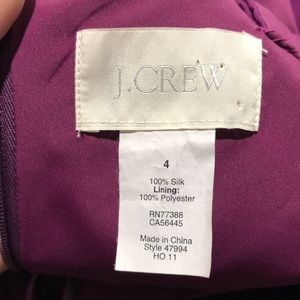 J.CREW
4
100% Silk
Lining:
100% Polyester
RN77388
CA56445
Made in China
Style 47994
HO 11